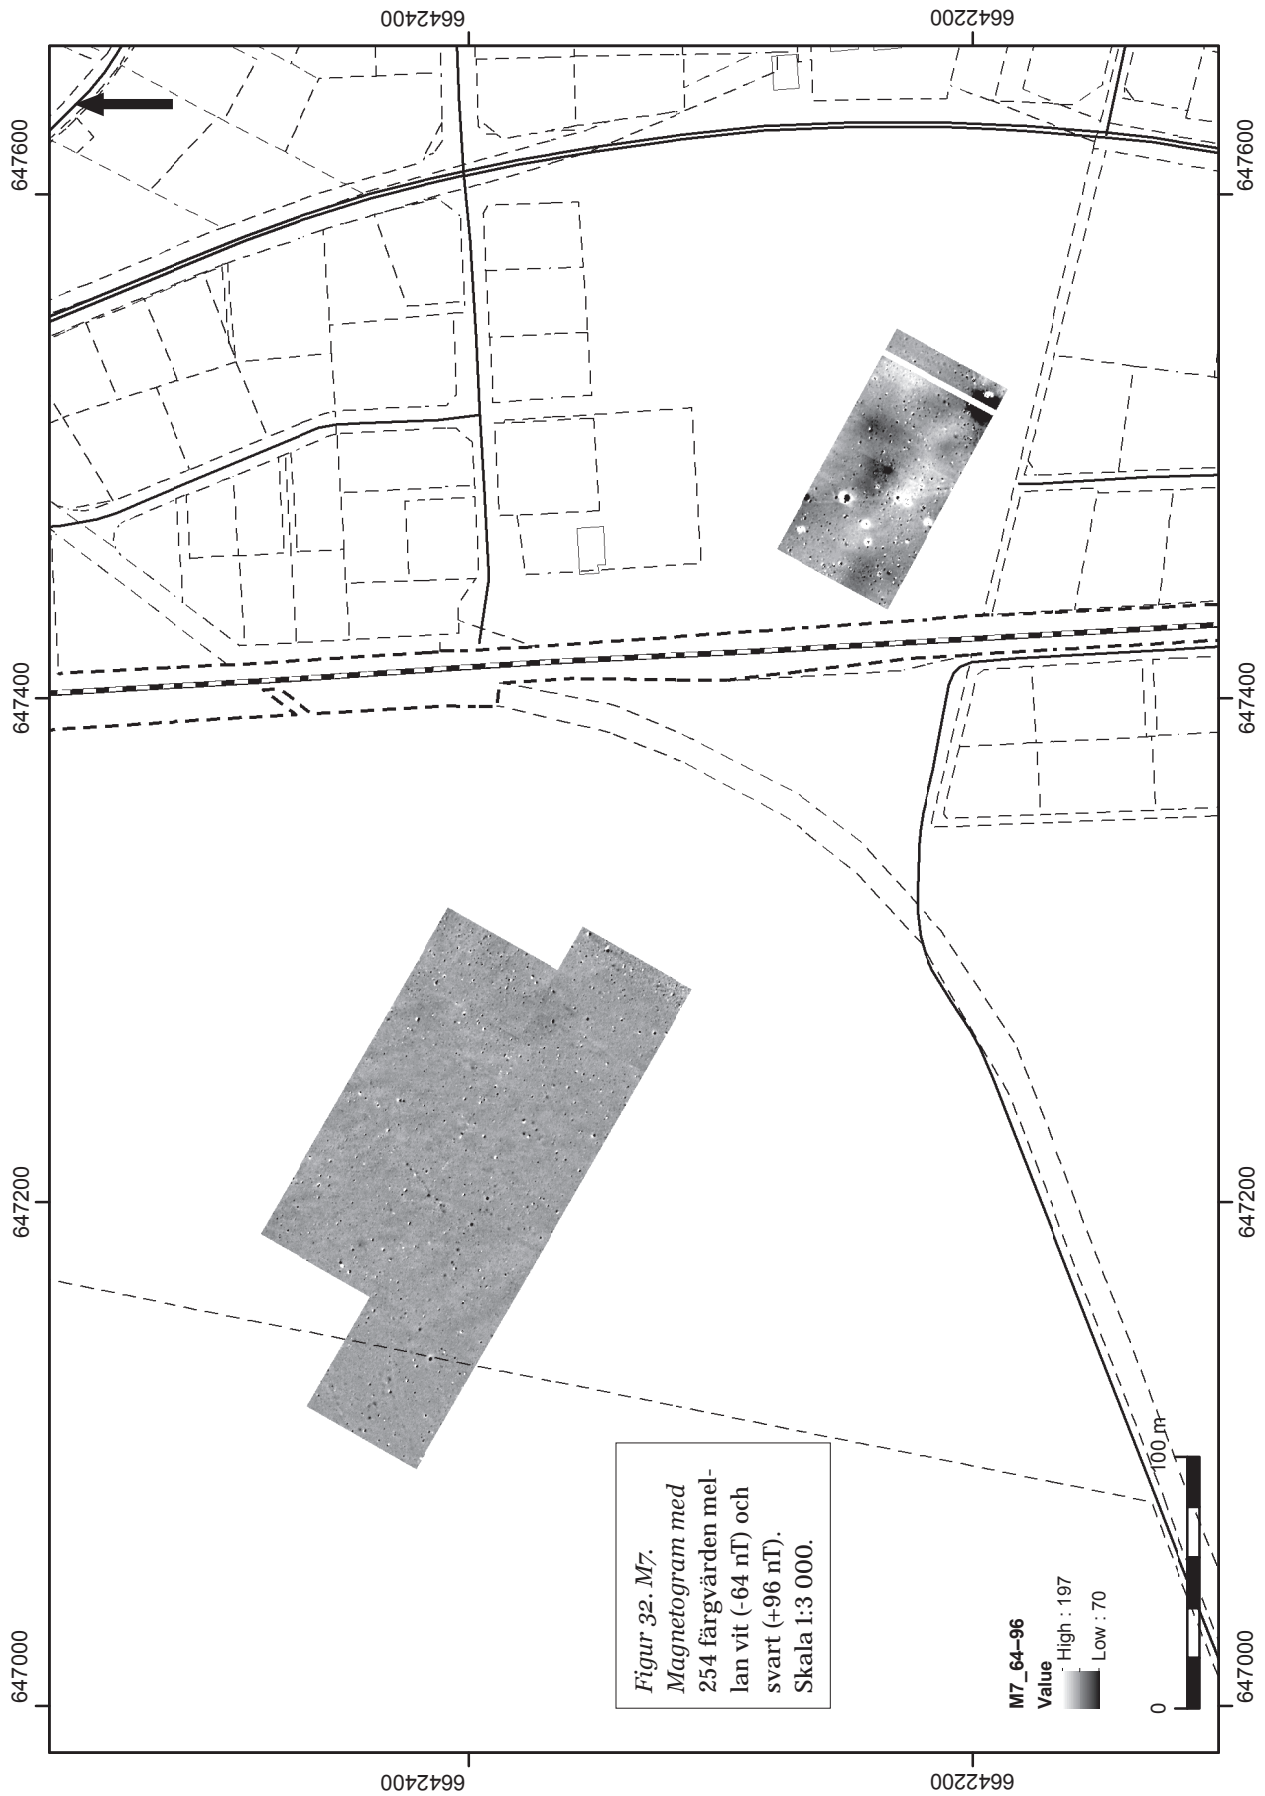 647000
647200
647400
647600
6642400
6642200
6642400
6642200
Figur 32. M7.
Magnetogram med
254 färgvärden mel-
lan vit (-64 nT) och
svart (+96 nT).
Skala 1:3 000.
M7_64–96
Value
High : 197
Low : 70
0
100 m
647000
647200
647400
647600